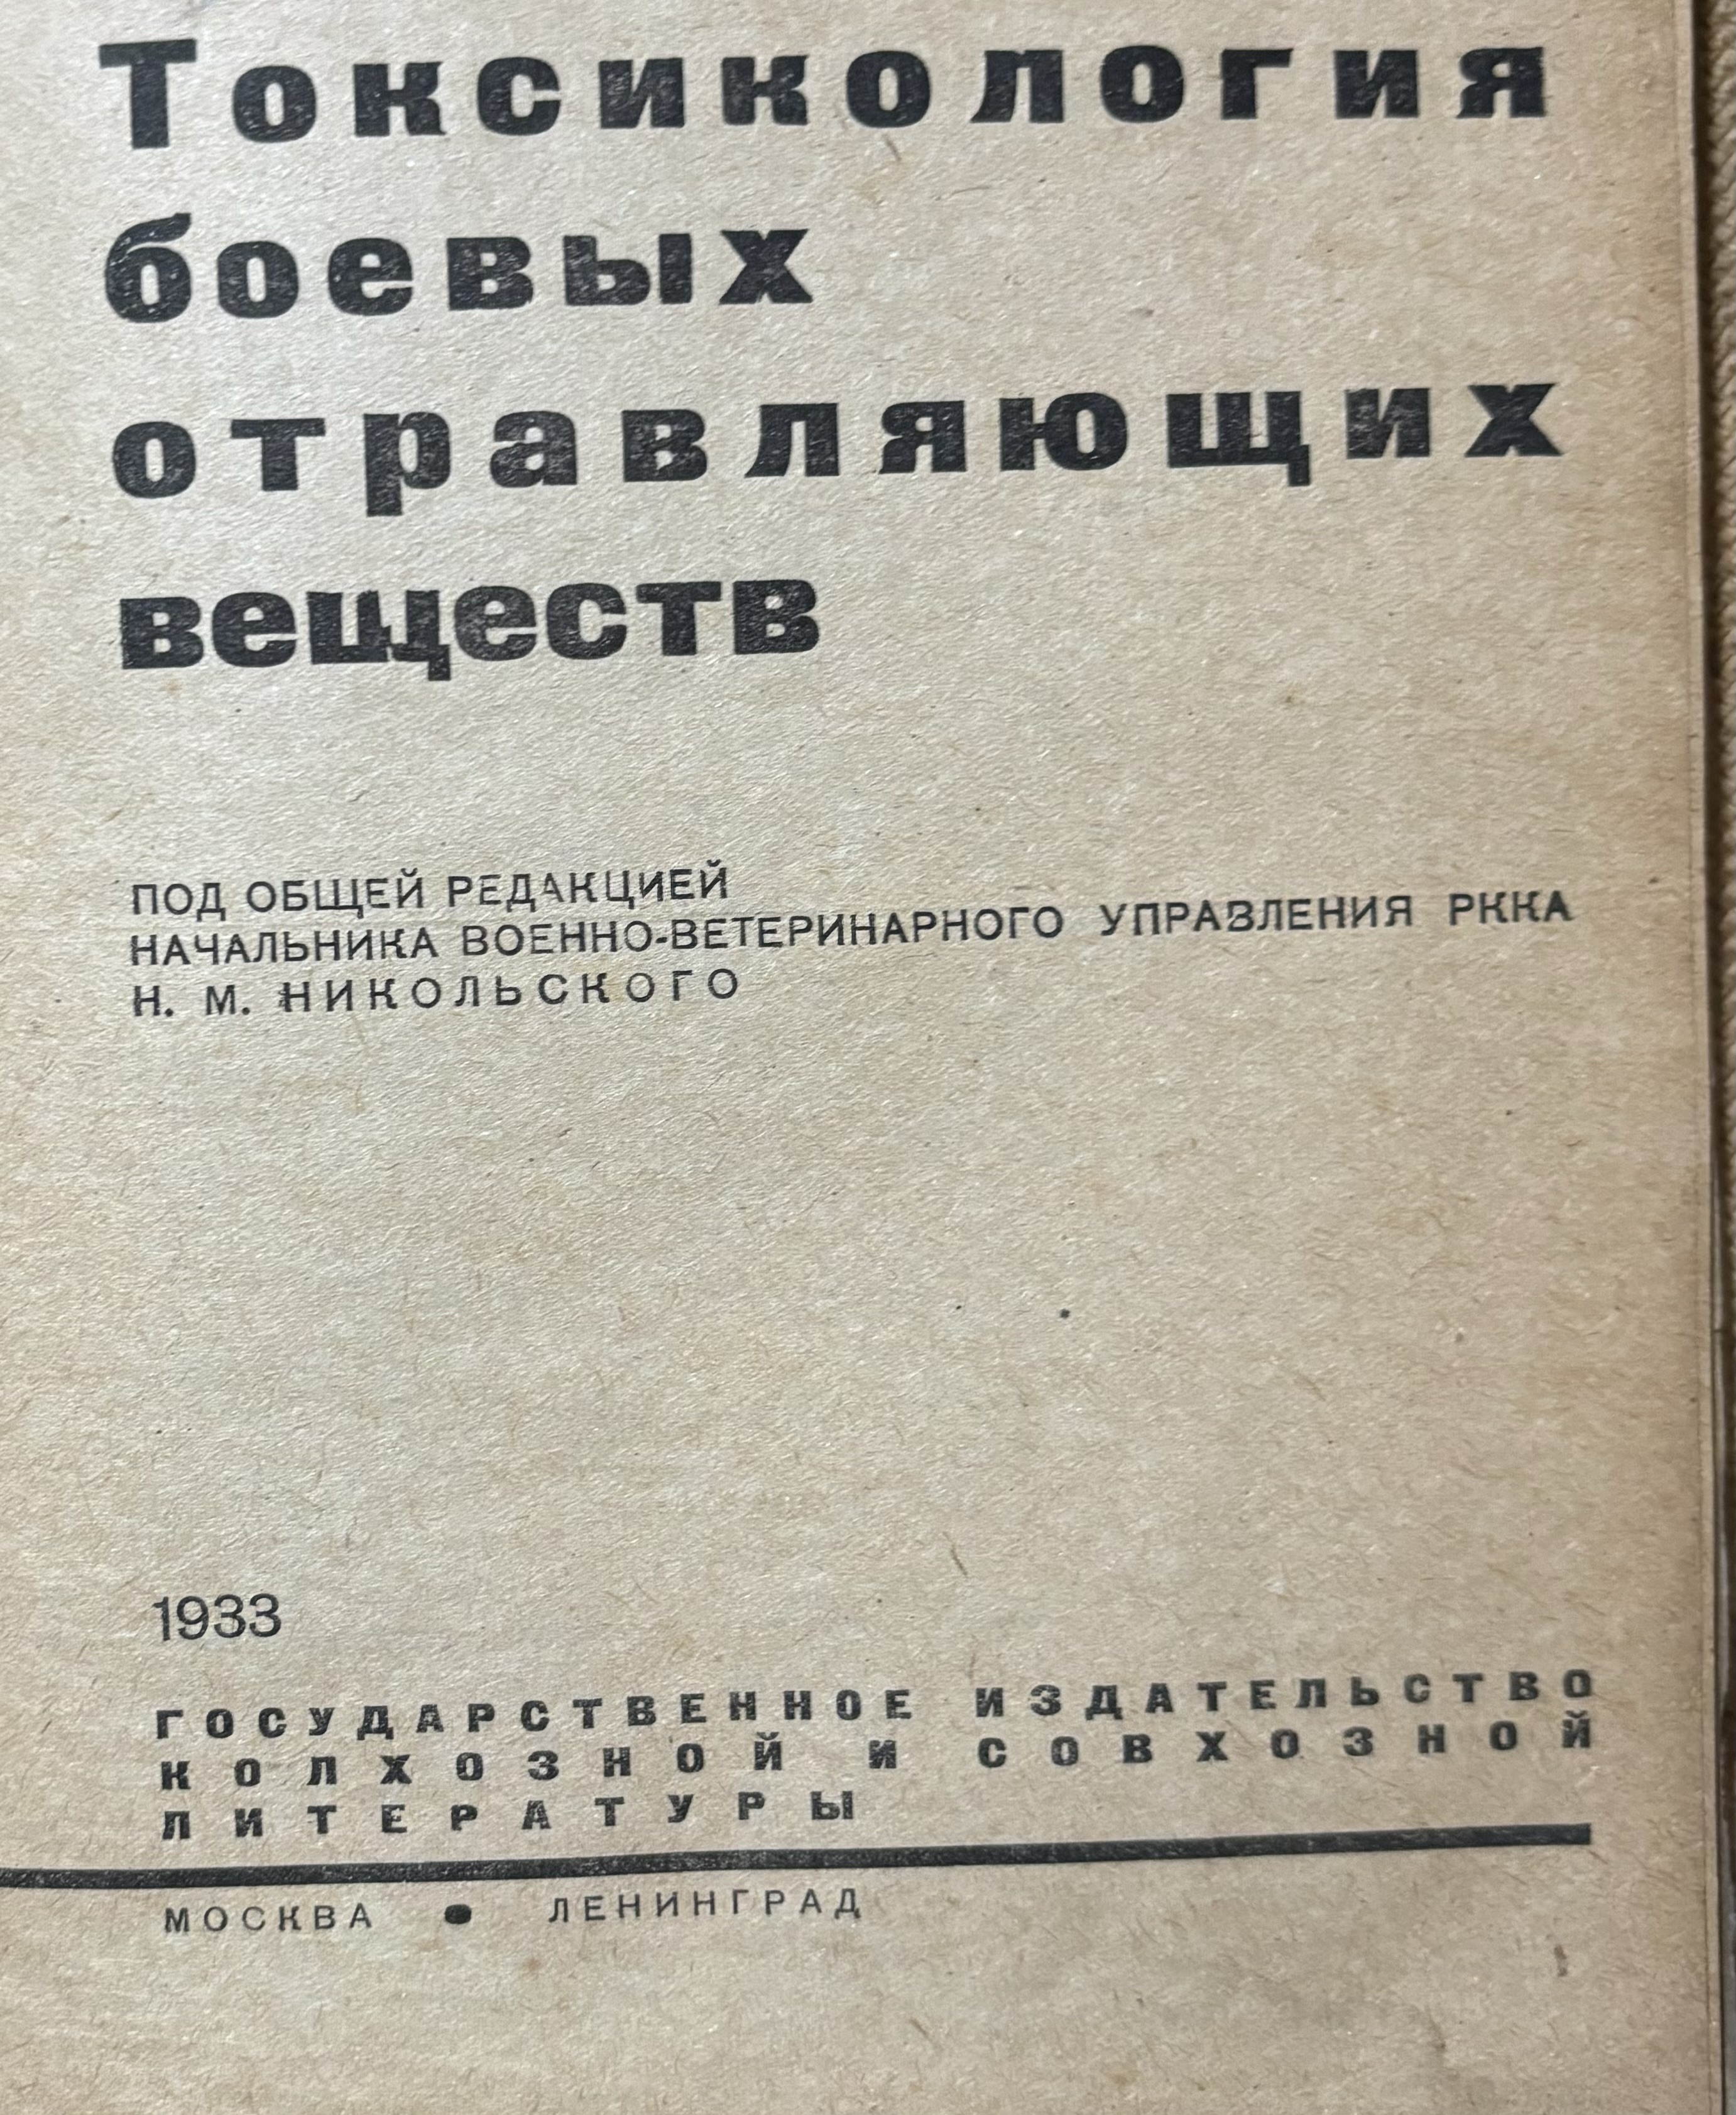 Токсикология
боевых
отравляющих
веществ
ПОД ОБЩЕЙ РЕДАКЦИЕЙ
НАЧАЛЬНИКА ВОЕННО-ВЕТЕРИНАРНОГО УПРАВЛЕНИЯ РККА
Н. М. НИКОЛЬСКОГО
1933
ГОСУДАРСТВЕННОЕ ИЗДАТЕЛЬСТВО
КОЛХОЗНОЙ И СОВХОЗНОЙ
ЛИТЕРАТУРЫ
МОСКВА ● ЛЕНИНГРАД